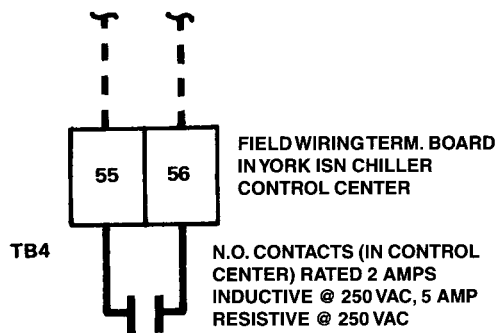 55 56
FIELD WIRING TERM. BOARD
IN YORK ISN CHILLER
CONTROL CENTER
TB4
N.O. CONTACTS (IN CONTROL
CENTER) RATED 2 AMPS
INDUCTIVE @ 250 VAC, 5 AMP
RESISTIVE @ 250 VAC